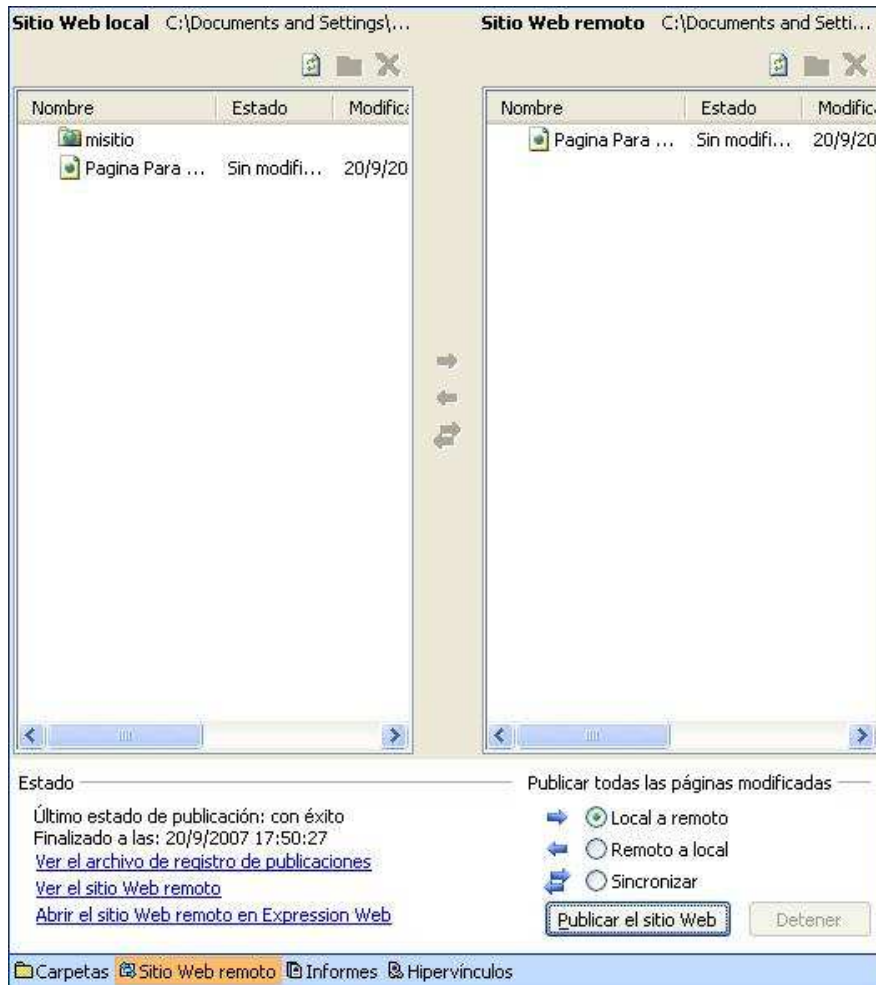 Sitio Web local C:\Documents and Settings\...
Sitio Web remoto C:\Documents and Setti...
Nombre Estado Modifica
misitio
Pagina Para ... Sin modifi... 20/9/20
Nombre Estado Modific
Pagina Para ... Sin modifi... 20/9/20
Estado
Último estado de publicación: con éxito
Finalizado a las: 20/9/2007 17:50:27
Ver el archivo de registro de publicaciones
Ver el sitio Web remoto
Abrir el sitio Web remoto en Expression Web
Publicar todas las páginas modificadas
Local a remoto
Remoto a local
Sincronizar
Publicar el sitio Web Detener
Carpetas Sitio Web remoto Informes Hipervínculos